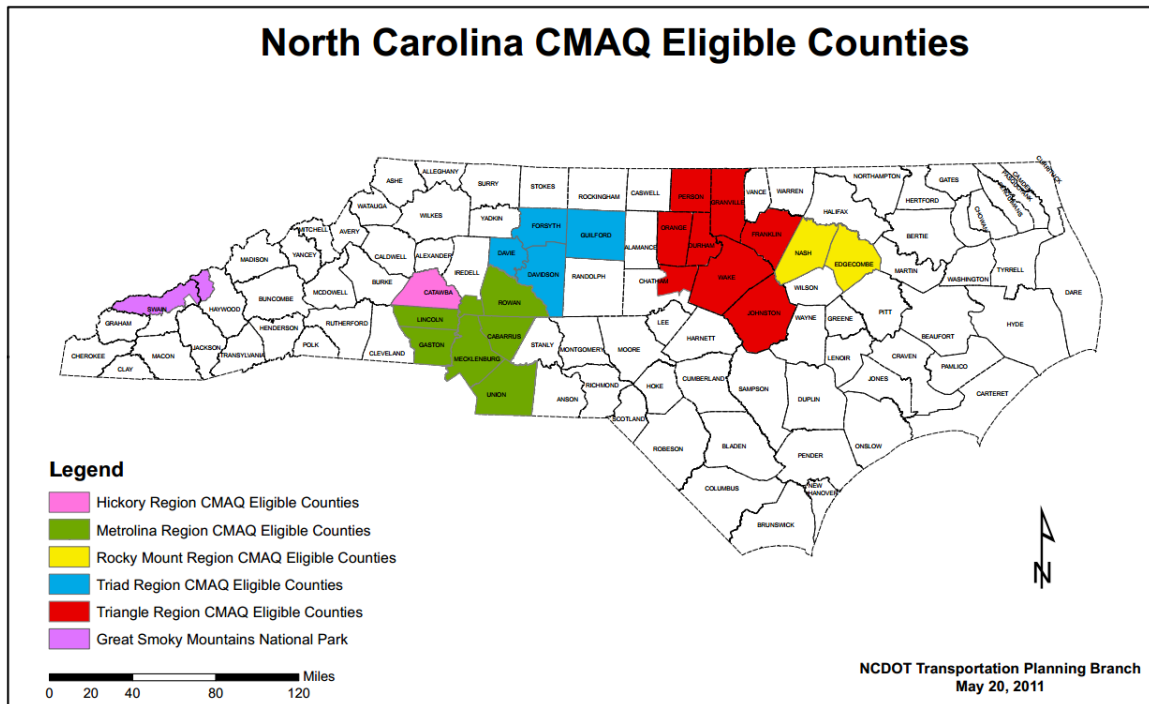 North Carolina CMAQ Eligible Counties
ASHE
ALLEGHANY
SURRY
STOKES
ROCKINGHAM
CASWELL
PERSON
GRANVILLE
VANCE
WARREN
NORTHAMPTON
GATES
CURRITUCK
CAMDEN
PASQUOTANK
HERTFORD
HALIFAX
WATAUGA
WILKES
YADKIN
FORSYTH
GUILFORD
ALAMANCE
ORANGE
DURHAM
FRANKLIN
NASH
EDGECOMBE
BERTIE
CHOWAN
MITCHELL
AVERY
CALDWELL
ALEXANDER
IREDELL
DAVIE
DAVIDSON
RANDOLPH
CHATHAM
WAKE
WILSON
MARTIN
WASHINGTON
TYRRELL
DARE
MADISON
YANCEY
BURKE
CATAWBA
ROWAN
JOHNSTON
WAYNE
GREENE
PITT
BEAUFORT
HYDE
SWAIN
HAYWOOD
BUNCOMBE
MCDOWELL
RUTHERFORD
LINCOLN
CABARRUS
STANLY
MONTGOMERY
MOORE
LEE
HARNETT
LENOIR
CRAVEN
PAMLICO
GRAHAM
CHEROKEE
CLAY
MACON
JACKSON
TRANSYLVANIA
HENDERSON
POLK
CLEVELAND
GASTON
MECKLENBURG
UNION
ANSON
RICHMOND
SCOTLAND
HOKE
CUMBERLAND
SAMPSON
DUPLIN
JONES
CARTERET
ONSLOW
ROBESON
BLADEN
PENDER
COLUMBUS
NEW
HANOVER
BRUNSWICK
Legend
Hickory Region CMAQ Eligible Counties
Metrolina Region CMAQ Eligible Counties
Rocky Mount Region CMAQ Eligible Counties
Triad Region CMAQ Eligible Counties
Triangle Region CMAQ Eligible Counties
Great Smoky Mountains National Park
Miles
0 20 40 80 120
N
NCDOT Transportation Planning Branch
May 20, 2011